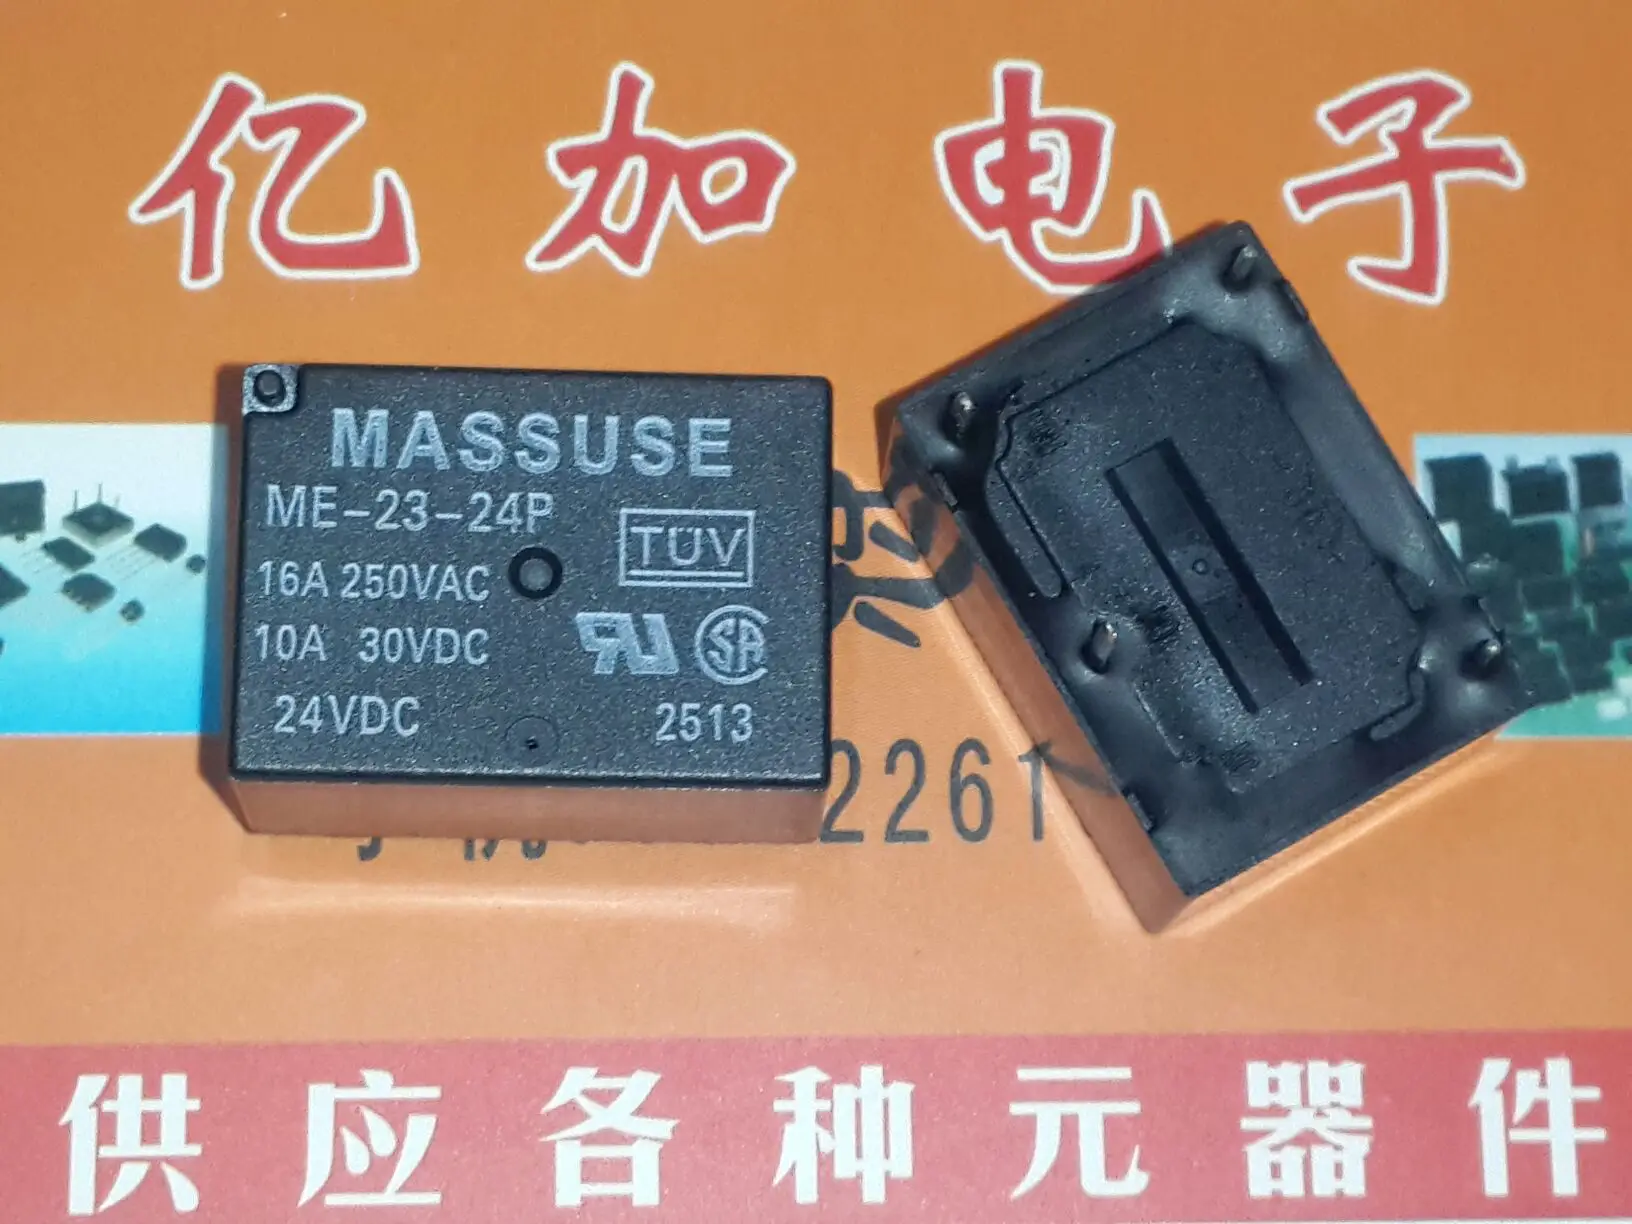 亿加电子
MASSUSE
ME-23-24P
TÜV
16A 250VAC
10A 30VDC
24VDC
2513
2261
供应各种元器件